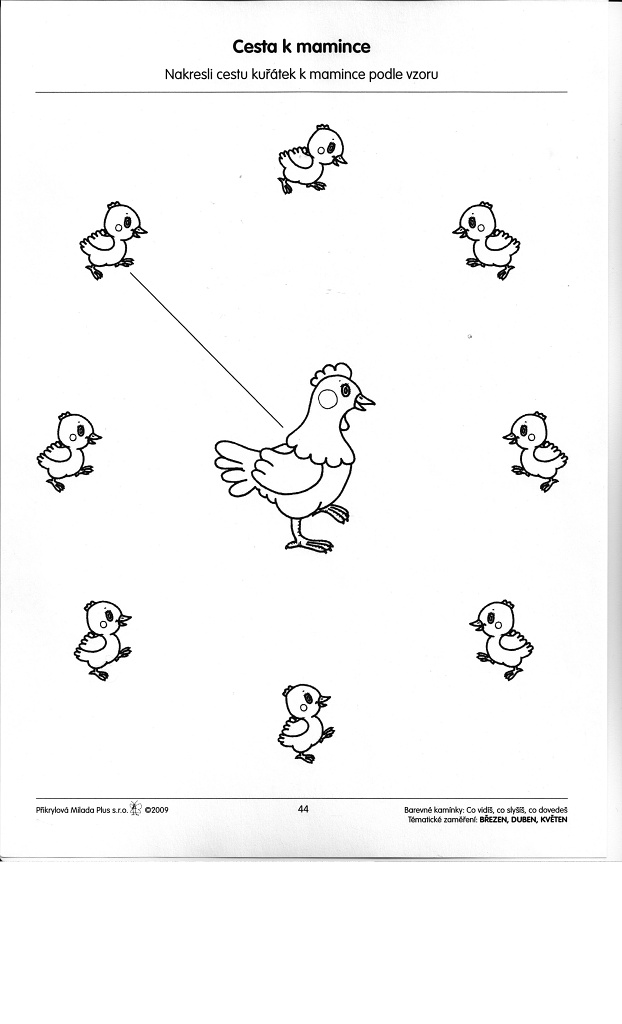 Cesta k mamince
Nakresli cestu kuřátek k mamince podle vzoru
Přikrylová Milada Plus s.r.o. ©2009
44
Barevné kamínky: Co vidíš, co slyšíš, co dovedeš
Tématické zaměření: BŘEZEN, DUBEN, KVĚTEN